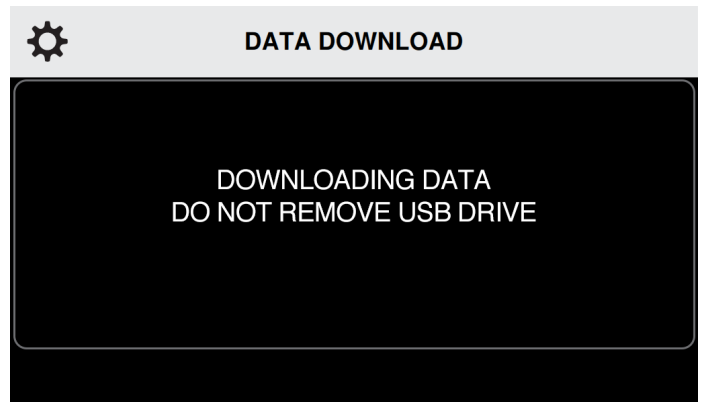 DATA DOWNLOAD
DOWNLOADING DATA
DO NOT REMOVE USB DRIVE